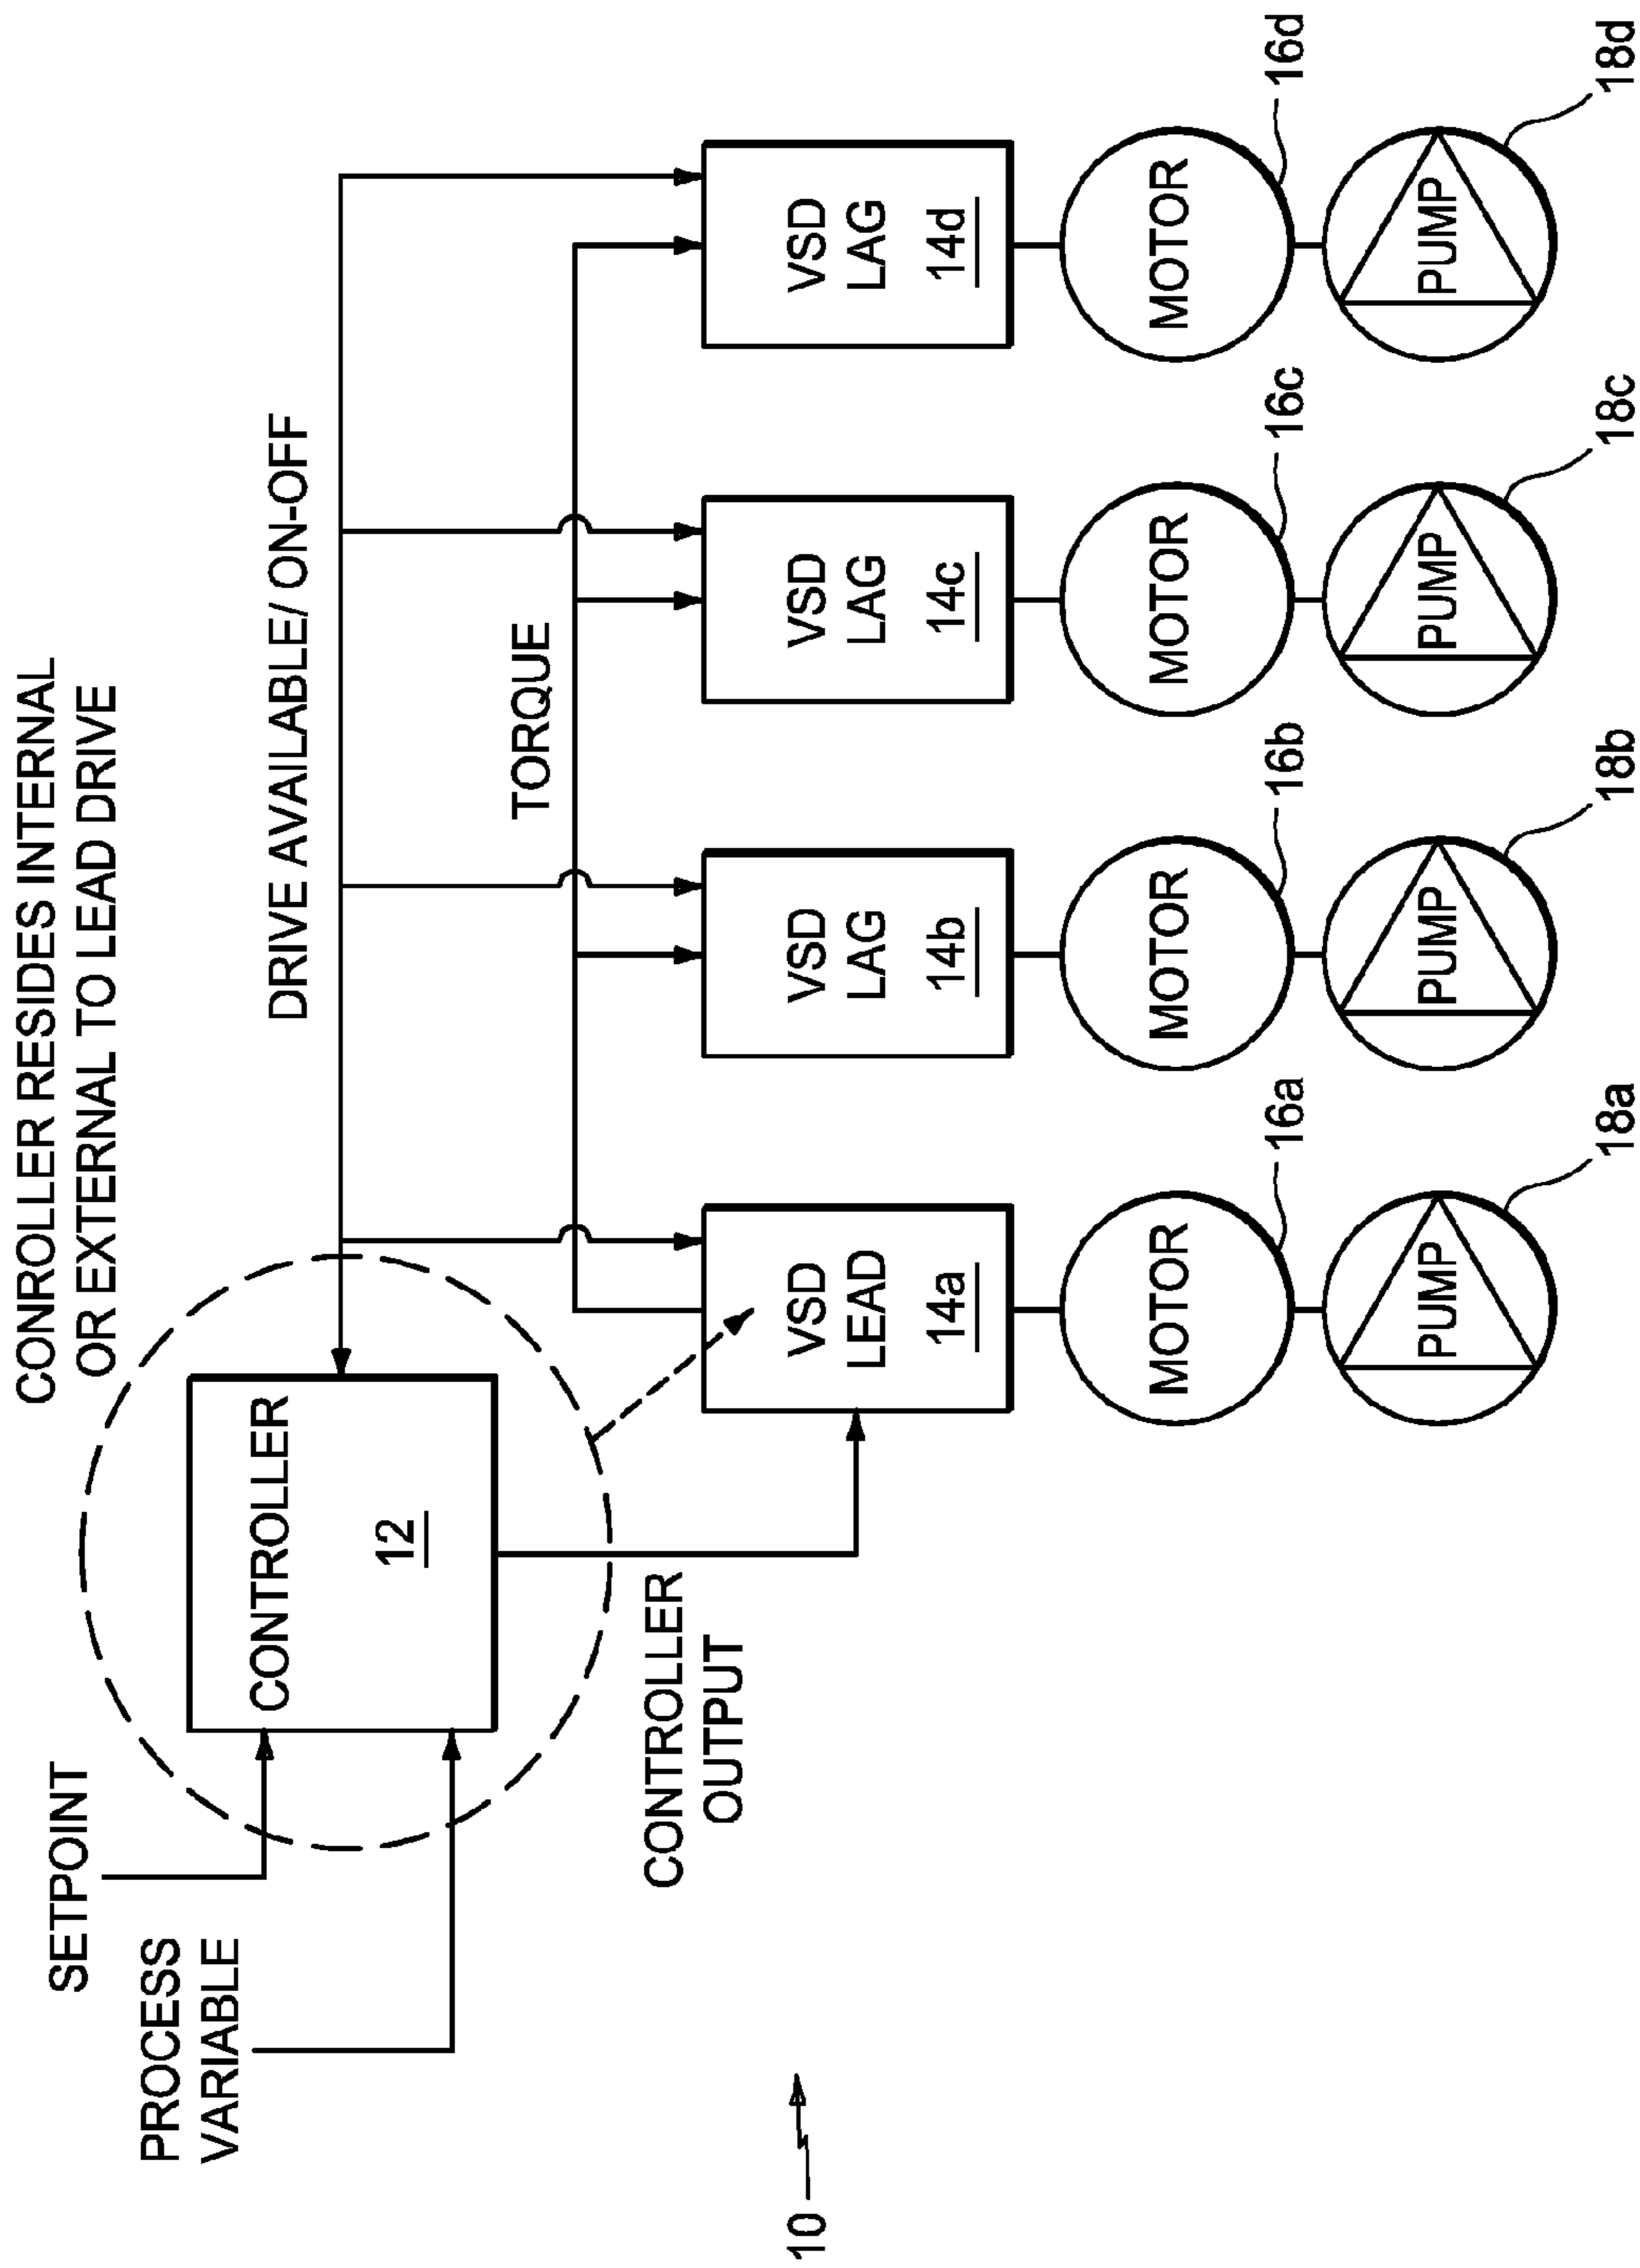 CONROLLER RESIDES INTERNAL
OR EXTERNAL TO LEAD DRIVE
SETPOINT
PROCESS
VARIABLE
CONTROLLER
12
DRIVE AVAILABLE/ ON-OFF
TORQUE
CONTROLLER
OUTPUT
10
VSD
LEAD
14a
VSD
LAG
14b
VSD
LAG
14c
VSD
LAG
14d
MOTOR
16a
MOTOR
16b
MOTOR
16c
MOTOR
16d
PUMP
18a
PUMP
18b
PUMP
18c
PUMP
18d